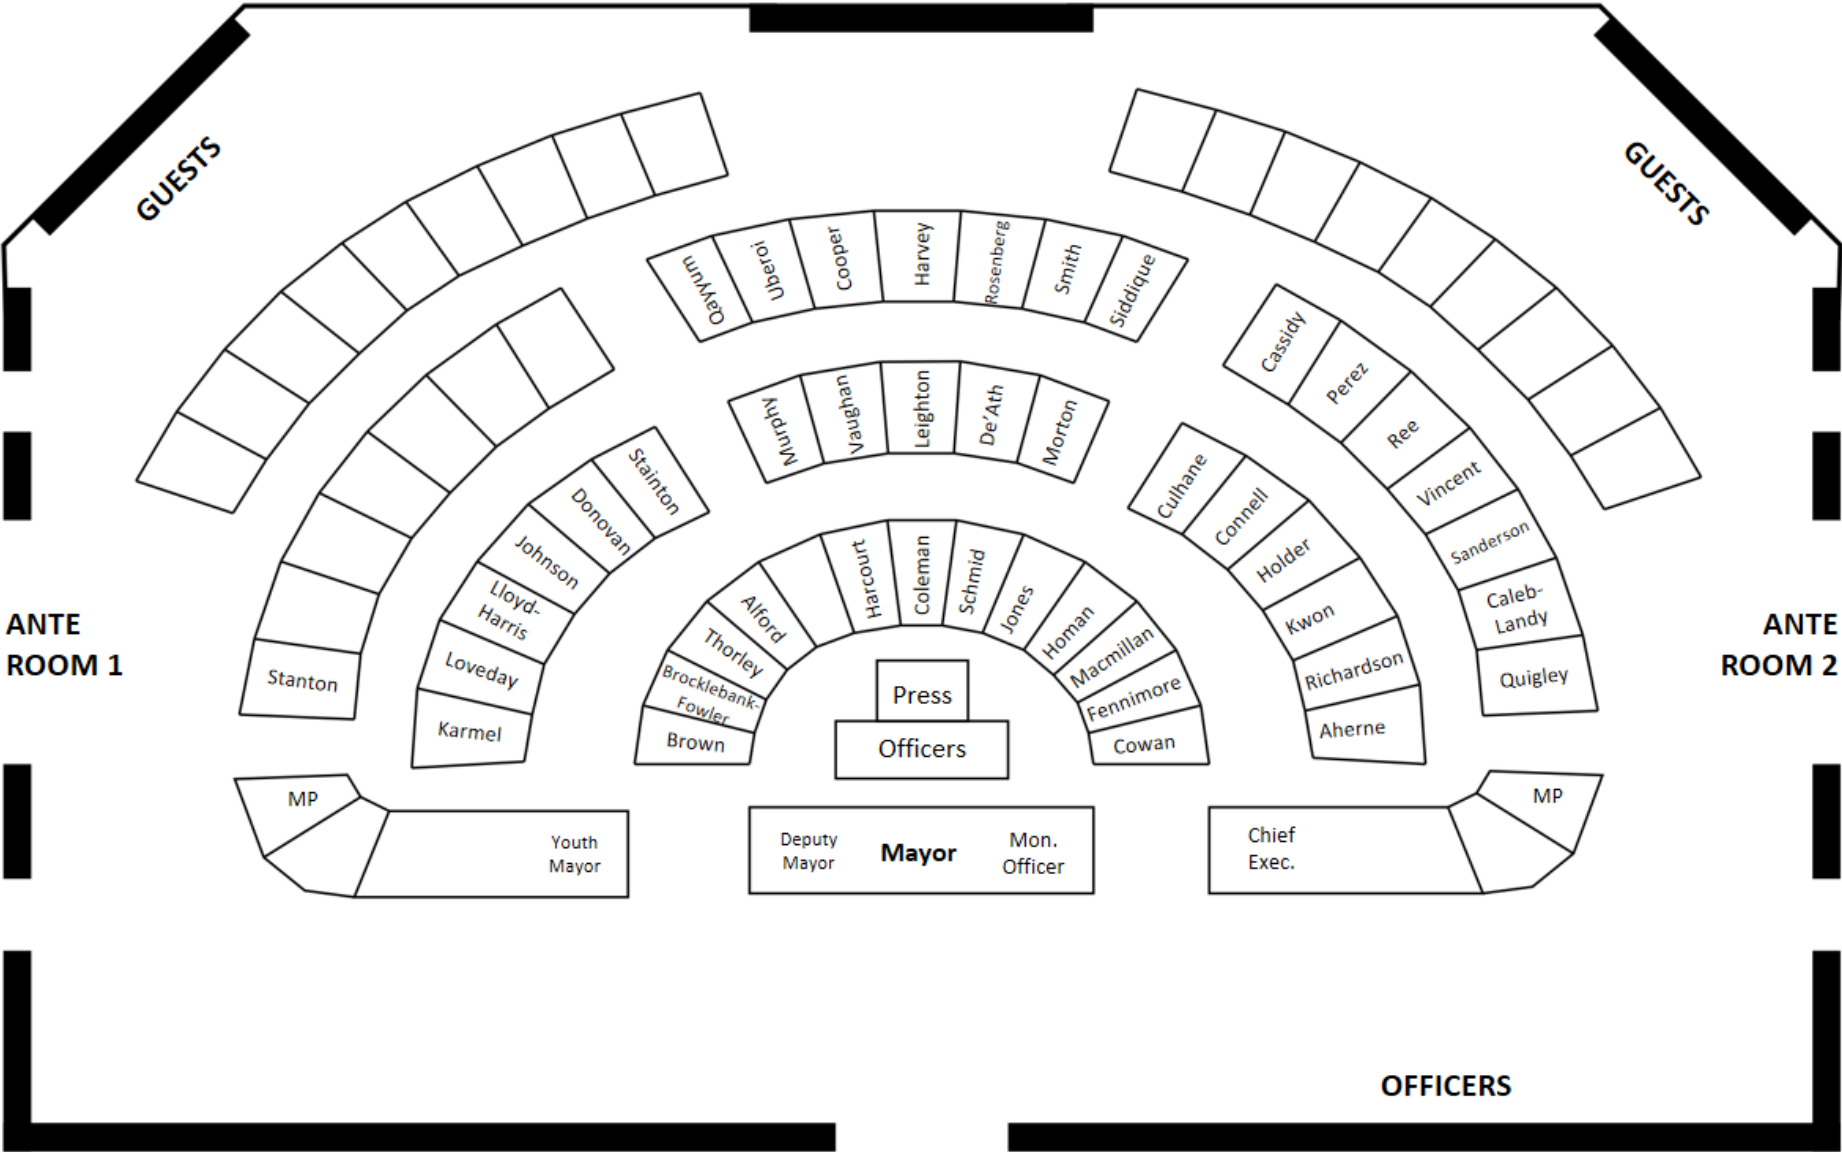 GUESTS
GUESTS
Qayyum
Uberoi
Cooper
Harvey
Rosenberg
Smith
Siddique
Cassidy
Perez
Ree
Vincent
Sanderson
Caleb-
Landy
Quigley
Murphy
Vaughan
Leighton
De'Ath
Morton
Stainton
Donovan
Johnson
Lloyd-
Harris
Loveday
Karmel
Stanton
Culhane
Connell
Holder
Kwon
Richardson
Aherne
Harcourt
Coleman
Schmid
Jones
Homan
Macmillan
Fennimore
Cowan
Alford
Thorley
Brocklebank-
Fowler
Brown
ANTE
ROOM 1
ANTE
ROOM 2
Press
Officers
MP
Youth
Mayor
Deputy
Mayor
Mayor
Mon.
Officer
Chief
Exec.
MP
OFFICERS